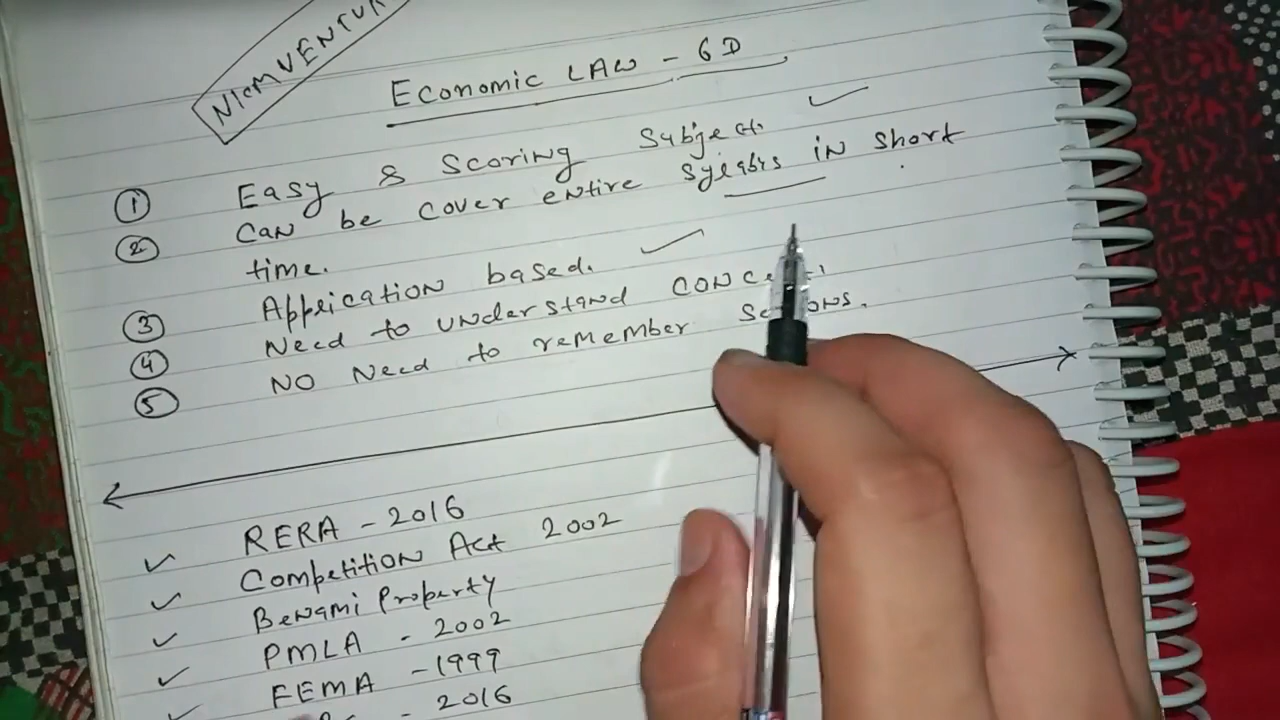 Economic LAW - 6D
① Easy & Scoring Subject.
② Can be cover entire Sylabis in Short
time.
③ Application based.
④ Need to understand
⑤ No Need to remember
RERA - 2016
Competition Act 2002
Benami Property
PMLA - 2002
FEMA - 1999
- 2016